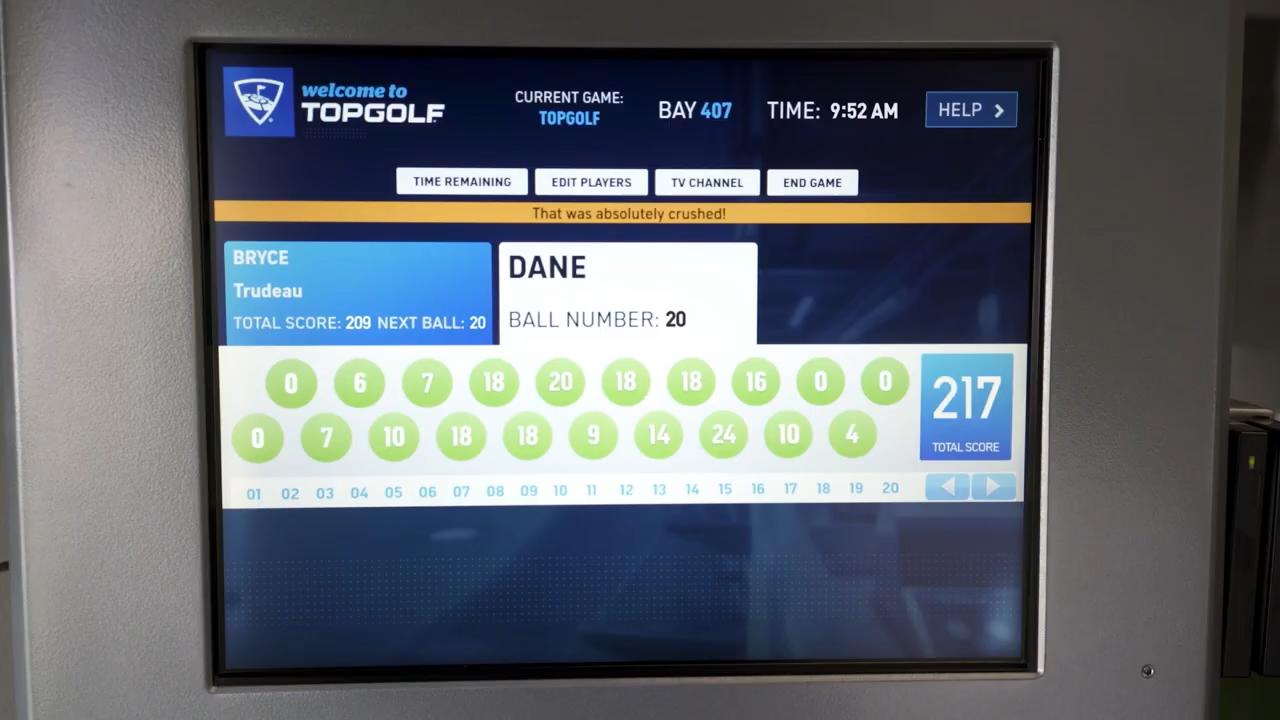 welcome to
TOPGOLF
CURRENT GAME:
TOPGOLF
BAY 407
TIME: 9:52 AM
HELP >
TIME REMAINING
EDIT PLAYERS
TV CHANNEL
END GAME
That was absolutely crushed!
BRYCE
Trudeau
TOTAL SCORE: 209 NEXT BALL: 20
DANE
BALL NUMBER: 20
0 6 7 18 20 18 18 16 0 0
0 7 10 18 18 9 14 24 10 4
217
TOTAL SCORE
01 02 03 04 05 06 07 08 09 10 11 12 13 14 15 16 17 18 19 20